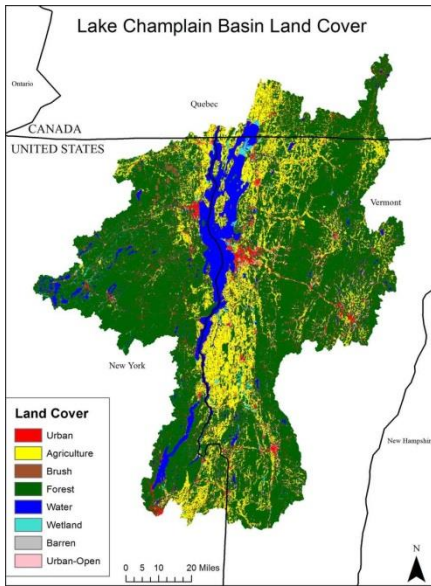 Lake Champlain Basin Land Cover
Ontario
Quebec
CANADA
UNITED STATES
Vermont
New York
New Hampshire
Land Cover
Urban
Agriculture
Brush
Forest
Water
Wetland
Barren
Urban-Open
0 5 10 20 Miles
N